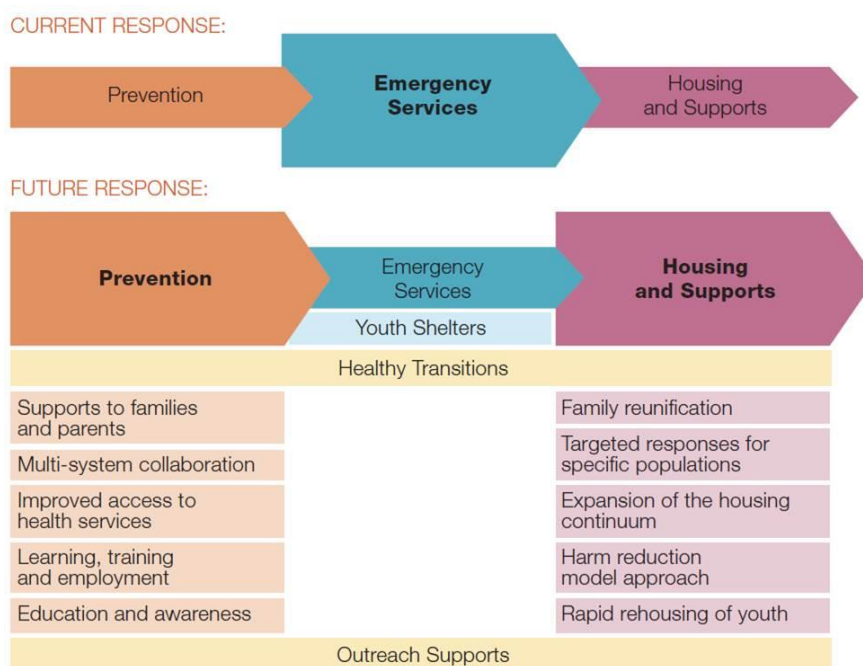 CURRENT RESPONSE:
Prevention
Emergency
Services
Housing
and Supports
FUTURE RESPONSE:
Prevention
Emergency
Services
Housing
and Supports
Youth Shelters
Healthy Transitions
Supports to families
and parents
Multi-system collaboration
Improved access to
health services
Learning, training
and employment
Education and awareness
Family reunification
Targeted responses for
specific populations
Expansion of the housing
continuum
Harm reduction
model approach
Rapid rehousing of youth
Outreach Supports